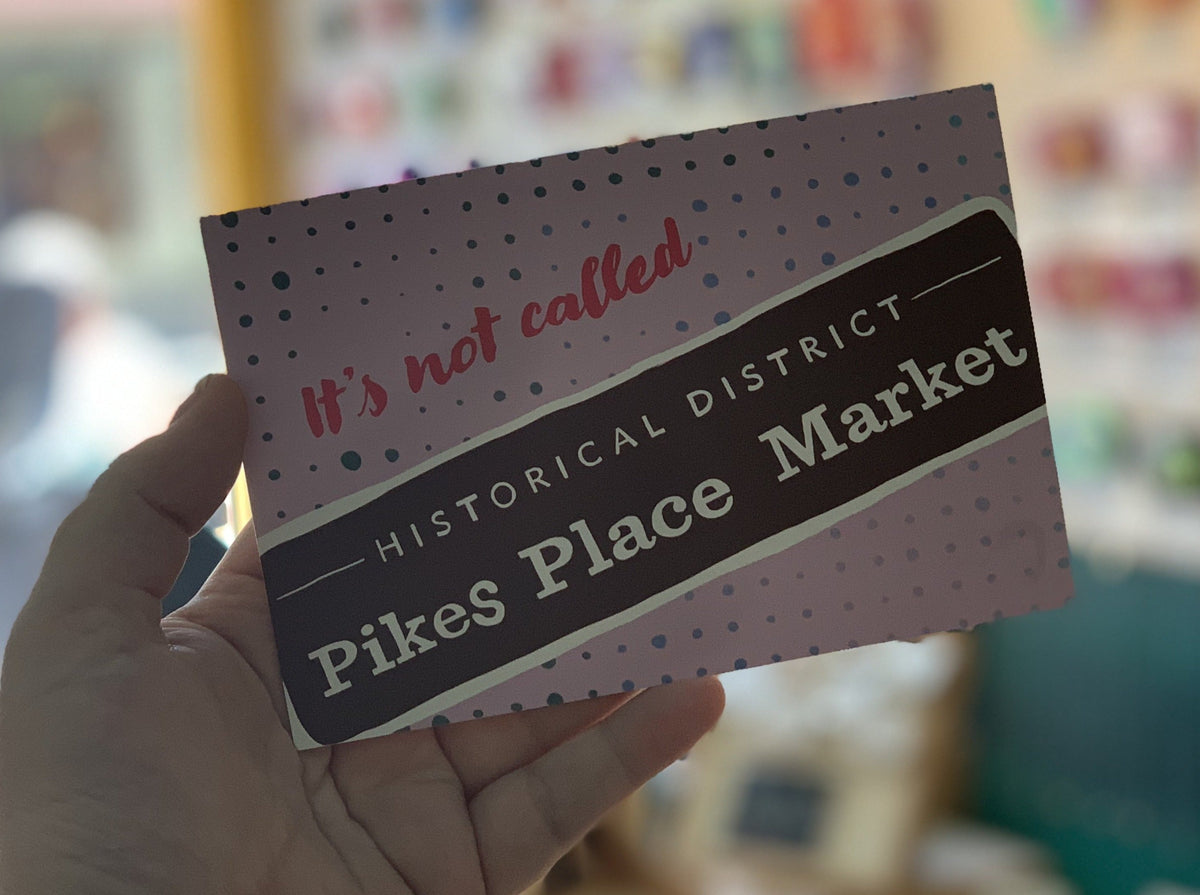 It's not called
HISTORICAL DISTRICT
Pikes Place Market